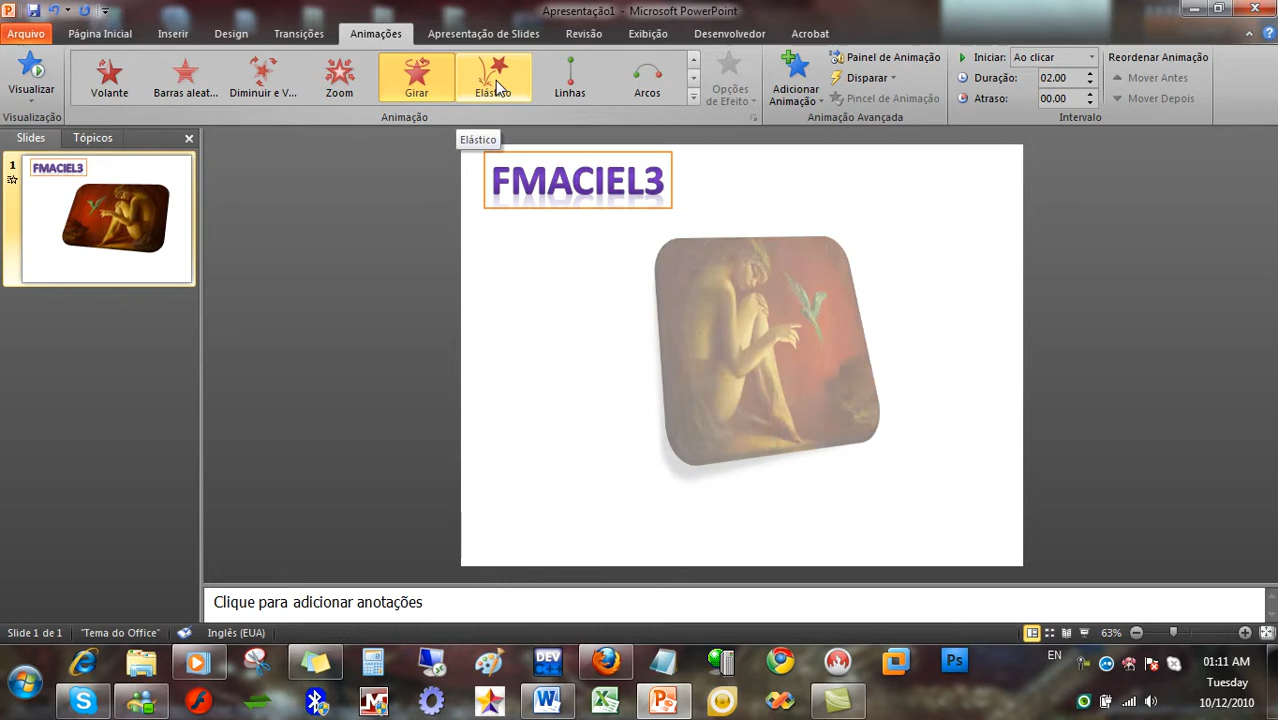 Apresentação1 - Microsoft PowerPoint
Arquivo Página Inicial Inserir Design Transições Animações Apresentação de Slides Revisão Exibição Desenvolvedor Acrobat
Visualizar
Volante Barras aleat... Diminuir e V... Zoom Girar Elástico Linhas Arcos
Opções de Efeito
Adicionar Animação
Painel de Animação
Disparar
Pincel de Animação
Iniciar: Ao clicar
Duração: 02.00
Atraso: 00.00
Reordenar Animação
Mover Antes
Mover Depois
Visualização Animação Animação Avançada Intervalo
Slides Tópicos
Elástico
1
FMACIEL3
FMACIEL3
Clique para adicionar anotações
Slide 1 de 1 "Tema do Office" Inglês (EUA) 63%
DEV
Ps
EN
01:11 AM
Tuesday
10/12/2010